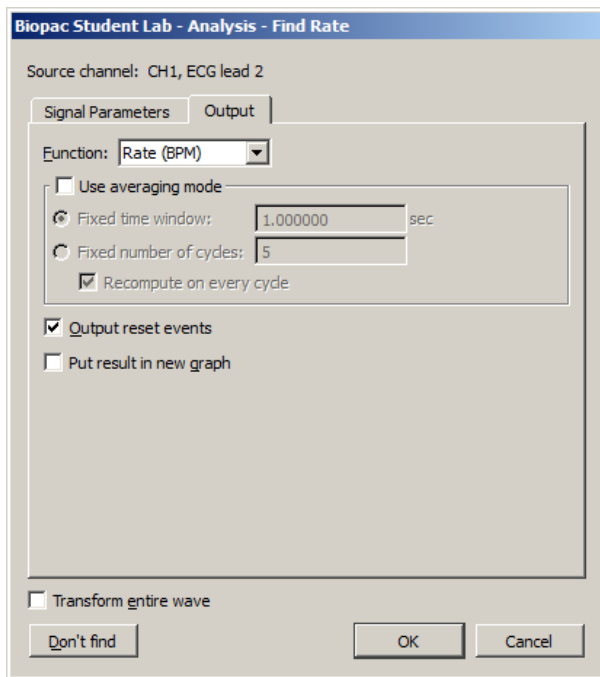 Biopac Student Lab - Analysis - Find Rate
Source channel: CH1, ECG lead 2
Signal Parameters Output
Function: Rate (BPM)
Use averaging mode
Fixed time window: 1.000000 sec
Fixed number of cycles: 5
Recompute on every cycle
Output reset events
Put result in new graph
Transform entire wave
Don't find OK Cancel